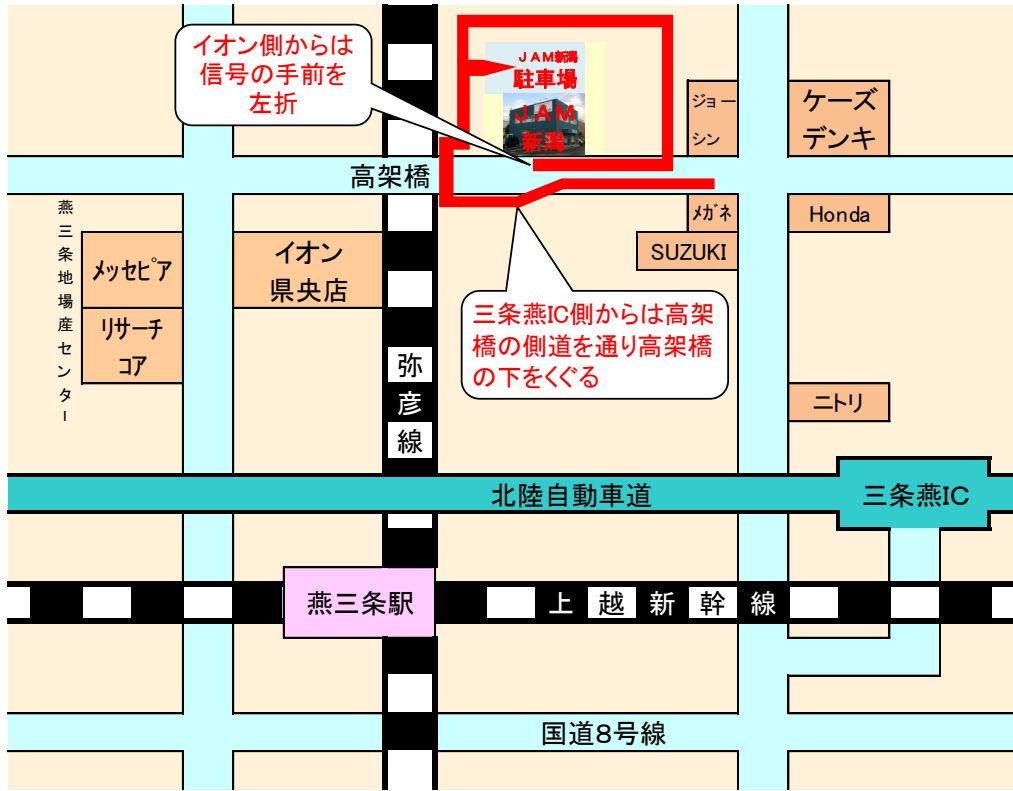 イオン側からは
信号の手前を
左折
JAM新潟
駐車場
JAM
新潟
ジョー
シン
ケーズ
デンキ
高架橋
燕三条地場産センター
メッセピア
イオン
県央店
メガネ
Honda
SUZUKI
三条燕IC側からは高架
橋の側道を通り高架橋
の下をくぐる
リサーチ
コア
弥彦線
ニトリ
北陸自動車道
三条燕IC
燕三条駅
上越新幹線
国道8号線